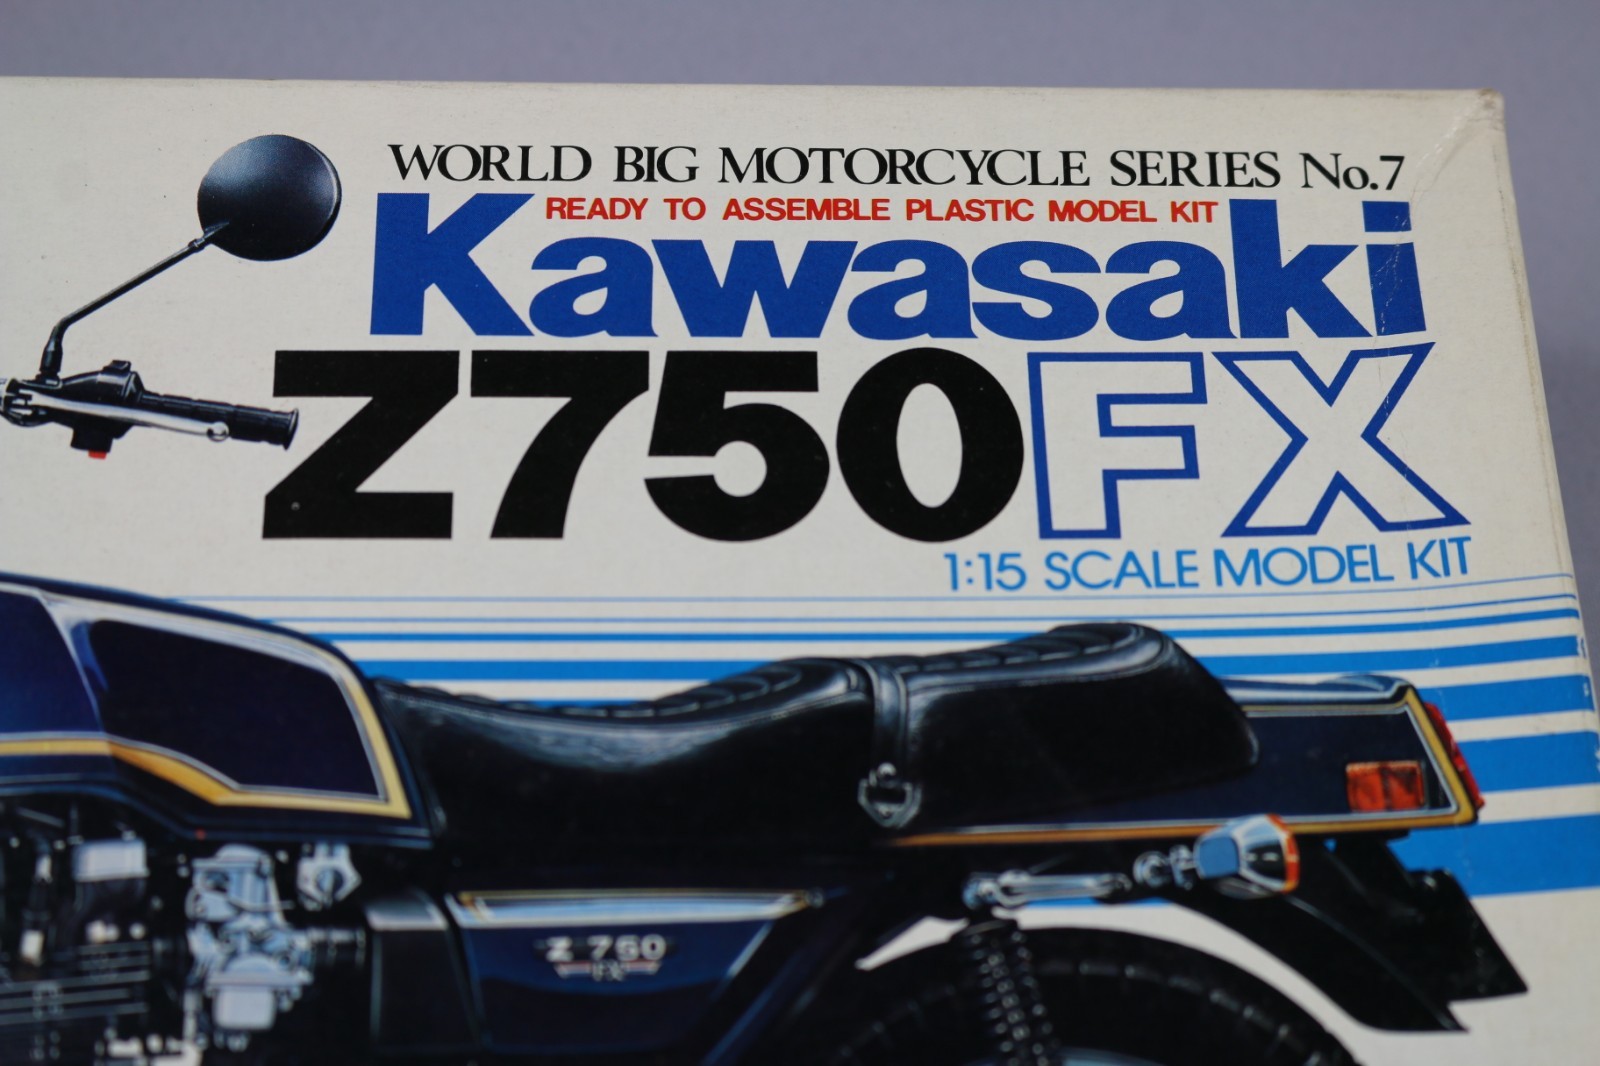 WORLD BIG MOTORCYCLE SERIES No.7
READY TO ASSEMBLE PLASTIC MODEL KIT
Kawasaki
Z750FX
1:15 SCALE MODEL KIT
Z 750
FX